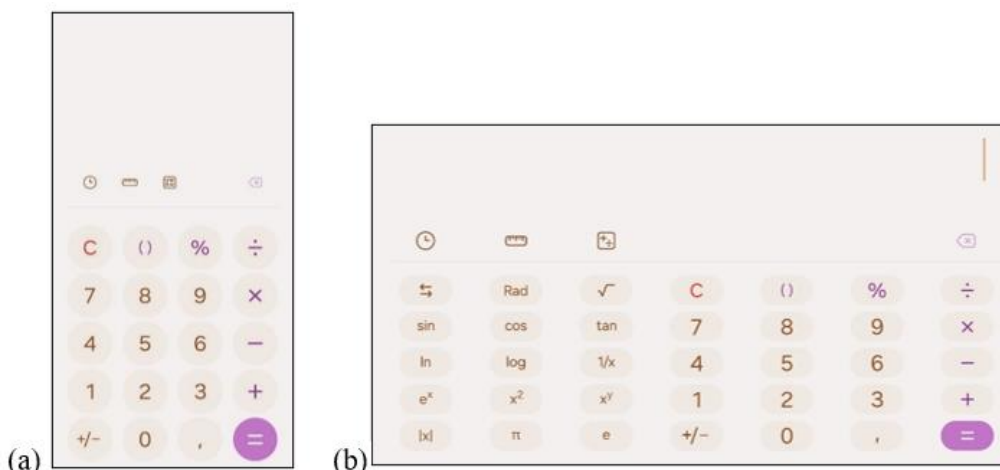 C ( ) % ÷
7 8 9 ×
4 5 6 −
1 2 3 +
+/− 0 , =
(a)
⇆ Rad √ C ( ) % ÷
sin cos tan 7 8 9 ×
ln log 1/x 4 5 6 −
eˣ x² xʸ 1 2 3 +
|x| π e +/− 0 , =
(b)